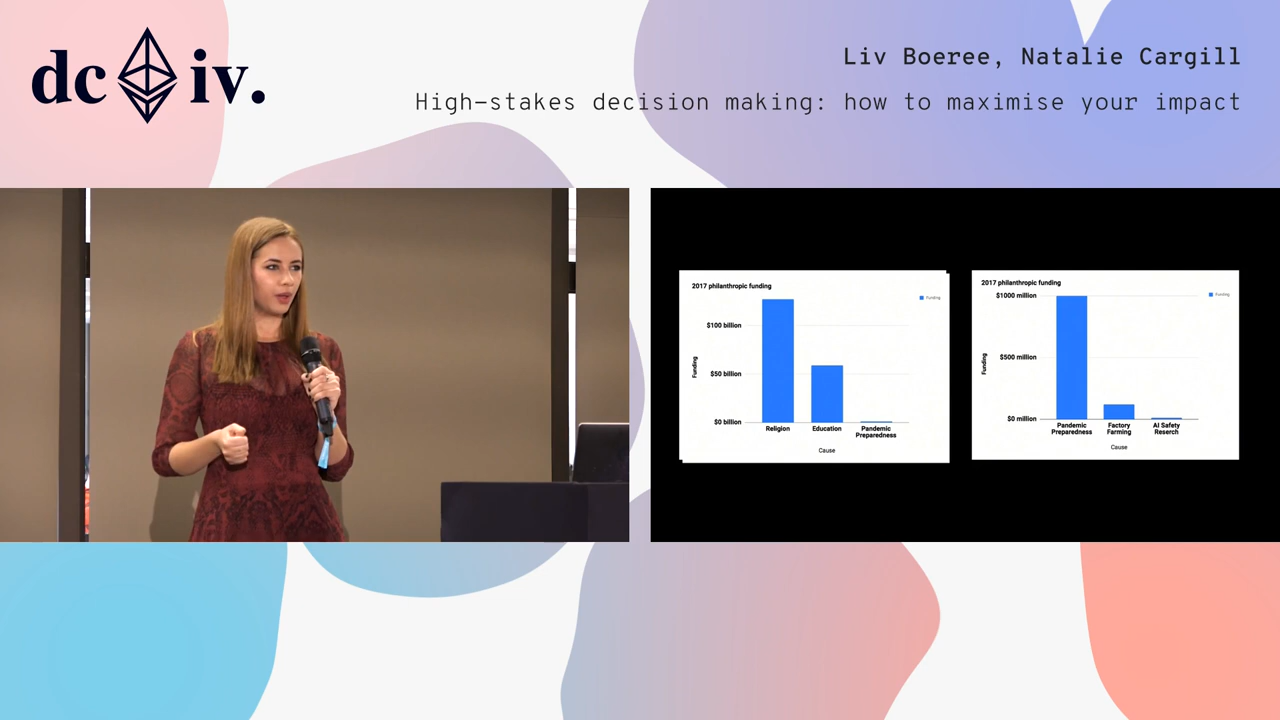 dc iv.
Liv Boeree, Natalie Cargill
High-stakes decision making: how to maximise your impact
2017 philanthropic funding
Funding
$100 billion
$50 billion
$0 billion
Funding
Religion
Education
Pandemic
Preparedness
Cause
2017 philanthropic funding
Funding
$1000 million
$500 million
$0 million
Funding
Pandemic
Preparedness
Factory
Farming
AI Safety
Reserch
Cause